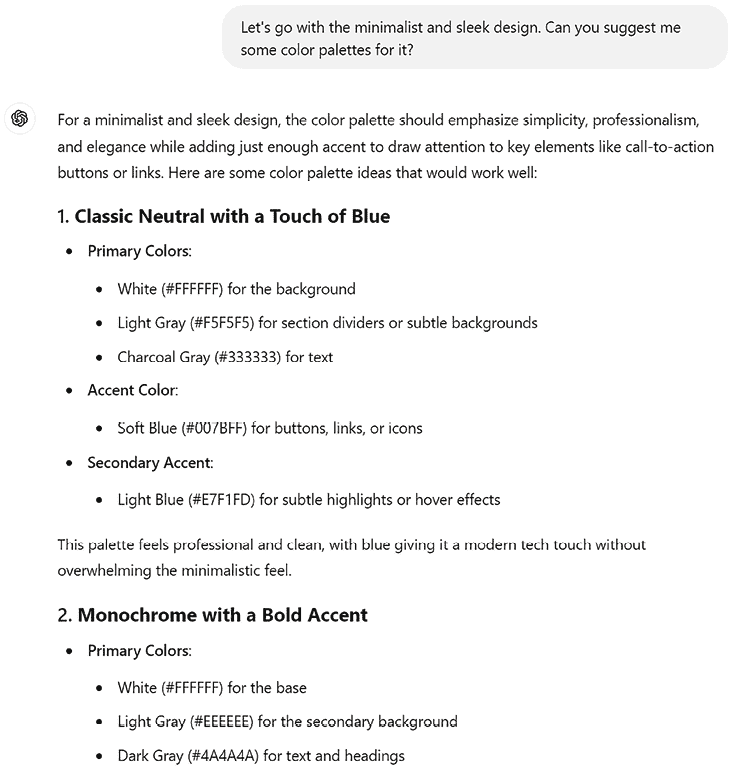 Let's go with the minimalist and sleek design. Can you suggest me
some color palettes for it?
For a minimalist and sleek design, the color palette should emphasize simplicity, professionalism,
and elegance while adding just enough accent to draw attention to key elements like call-to-action
buttons or links. Here are some color palette ideas that would work well:
1. Classic Neutral with a Touch of Blue
• Primary Colors:
• White (#FFFFFF) for the background
• Light Gray (#F5F5F5) for section dividers or subtle backgrounds
• Charcoal Gray (#333333) for text
• Accent Color:
• Soft Blue (#007BFF) for buttons, links, or icons
• Secondary Accent:
• Light Blue (#E7F1FD) for subtle highlights or hover effects
This palette feels professional and clean, with blue giving it a modern tech touch without
overwhelming the minimalistic feel.
2. Monochrome with a Bold Accent
• Primary Colors:
• White (#FFFFFF) for the base
• Light Gray (#EEEEEE) for the secondary background
• Dark Gray (#4A4A4A) for text and headings